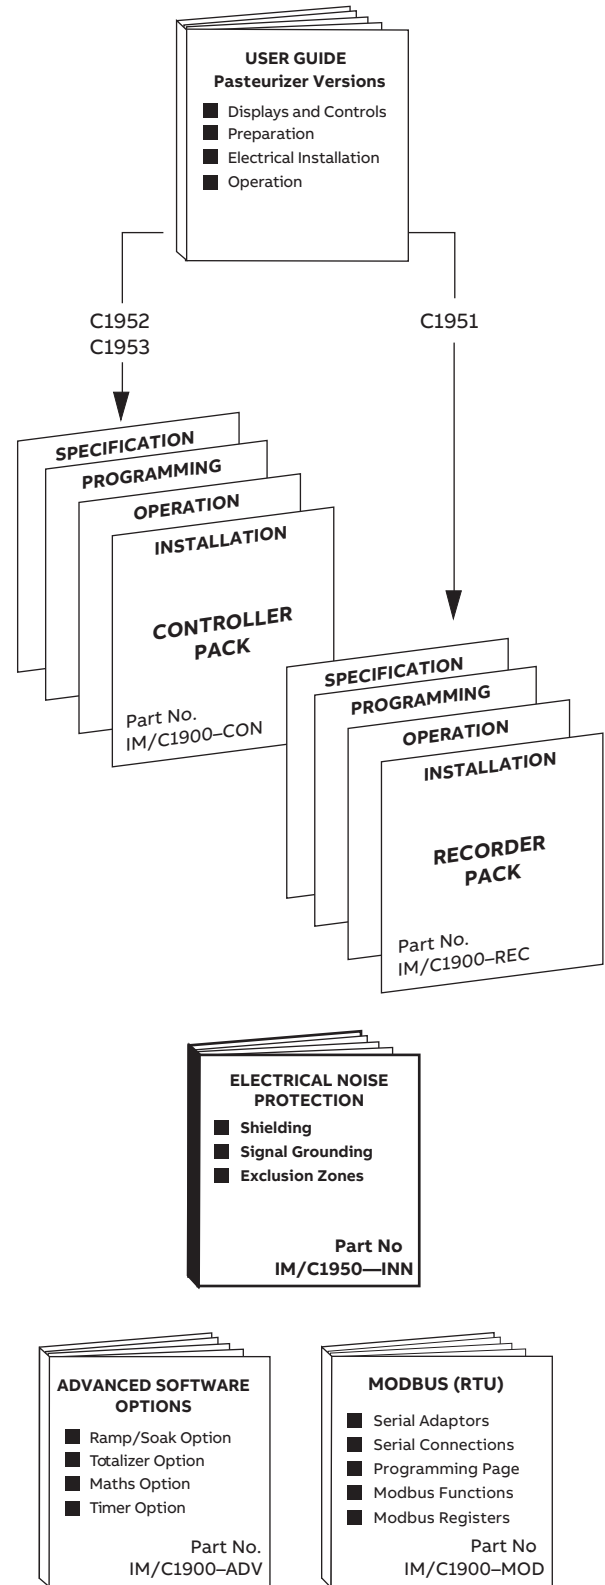 USER GUIDE
Pasteurizer Versions
Displays and Controls
Preparation
Electrical Installation
Operation
C1952
C1953
C1951
SPECIFICATION
PROGRAMMING
OPERATION
INSTALLATION
CONTROLLER
PACK
Part No.
IM/C1900–CON
SPECIFICATION
PROGRAMMING
OPERATION
INSTALLATION
RECORDER
PACK
Part No.
IM/C1900–REC
ELECTRICAL NOISE
PROTECTION
Shielding
Signal Grounding
Exclusion Zones
Part No
IM/C1950—INN
ADVANCED SOFTWARE
OPTIONS
Ramp/Soak Option
Totalizer Option
Maths Option
Timer Option
Part No.
IM/C1900–ADV
MODBUS (RTU)
Serial Adaptors
Serial Connections
Programming Page
Modbus Functions
Modbus Registers
Part No
IM/C1900–MOD